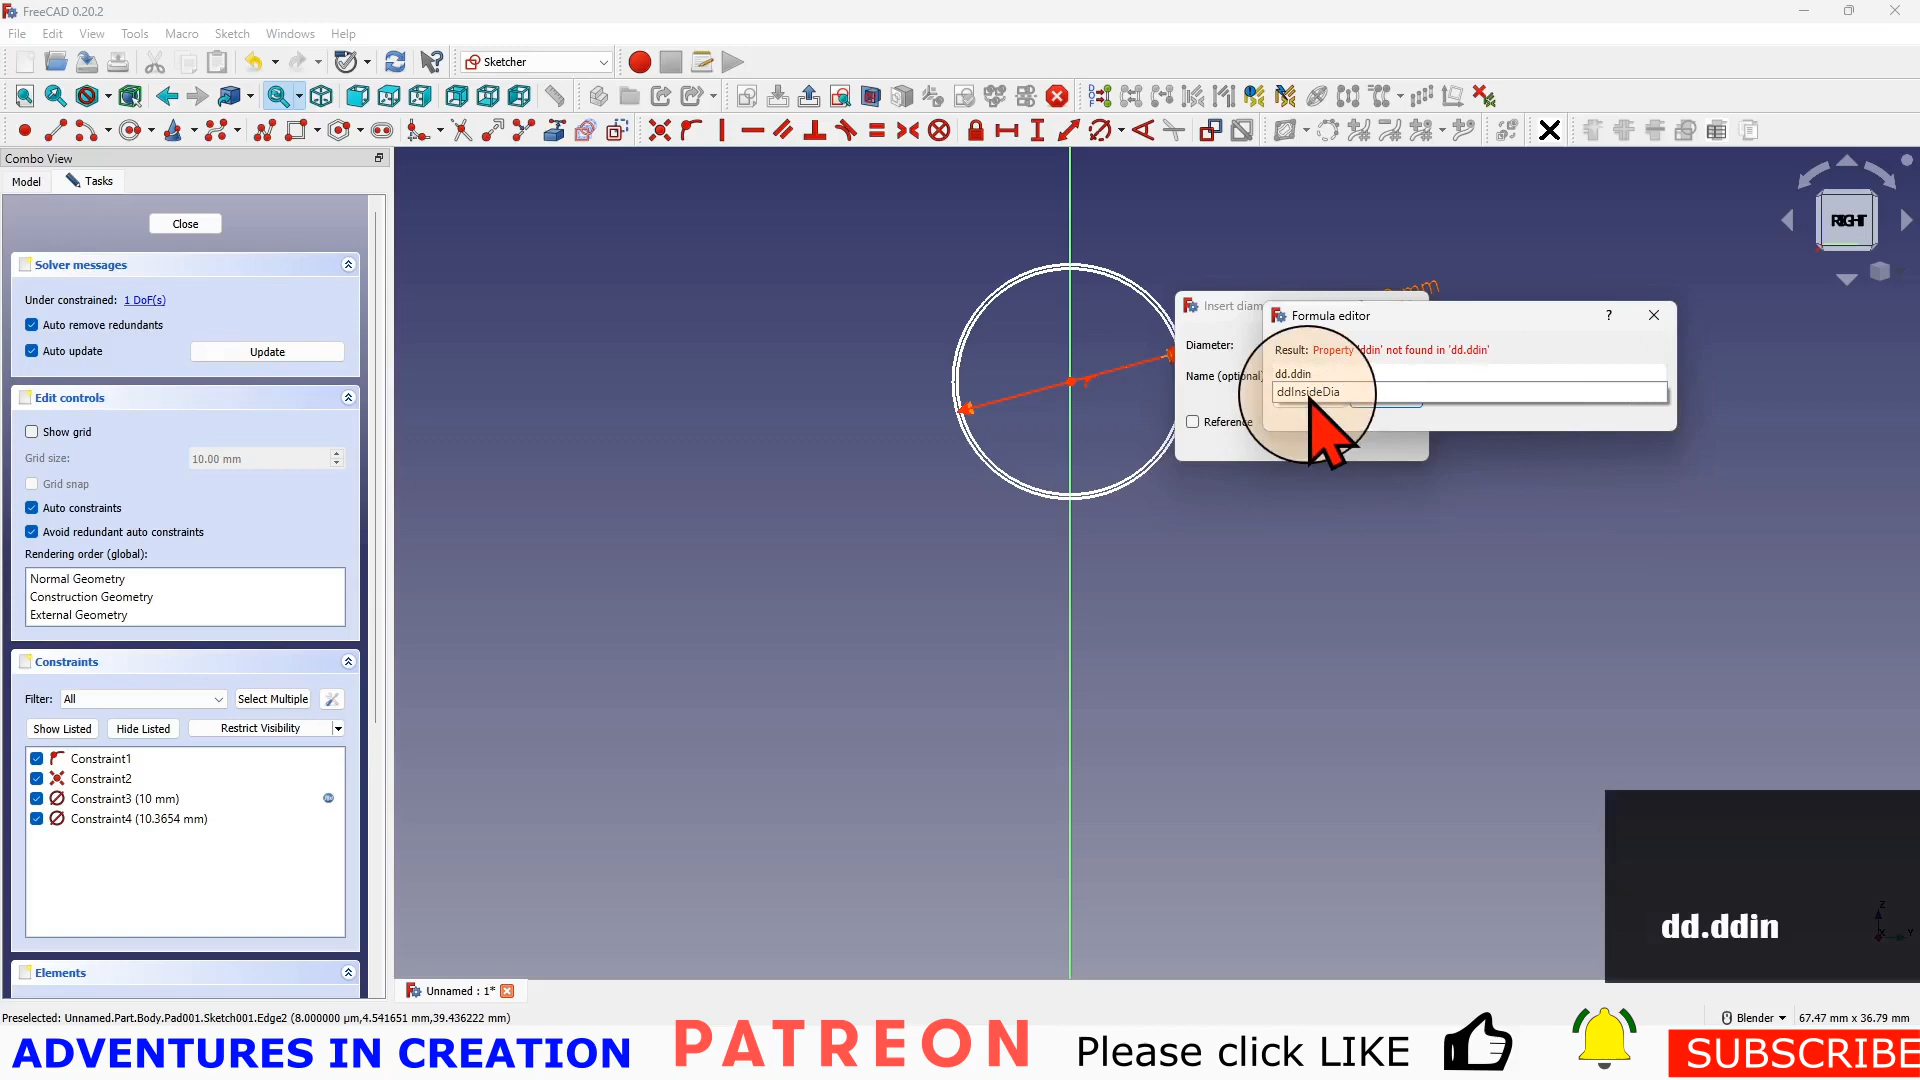 FreeCAD 0.20.2
File Edit View Tools Macro Sketch Windows Help
Sketcher
Combo View
Model Tasks
Close
Solver messages
Under constrained: 1 DoF(s)
Auto remove redundants
Auto update Update
Edit controls
Show grid
Grid size: 10.00 mm
Grid snap
Auto constraints
Avoid redundant auto constraints
Rendering order (global):
Normal Geometry
Construction Geometry
External Geometry
Constraints
Filter: All Select Multiple
Show Listed Hide Listed Restrict Visibility
Constraint1
Constraint2
Constraint3 (10 mm)
Constraint4 (10.3654 mm)
Elements
RIGHT
mm
Insert diam
Diameter:
Name (optional)
Reference
Formula editor ?
Result: Property 'ddin' not found in 'dd.ddin'
dd.ddin
ddInsideDia
dd.ddin
Z
Y
X
Unnamed : 1*
Preselected: Unnamed.Part.Body.Pad001.Sketch001.Edge2 (8.000000 µm,4.541651 mm,39.436222 mm)
Blender 67.47 mm x 36.79 mm
ADVENTURES IN CREATION PATREON Please click LIKE SUBSCRIBE